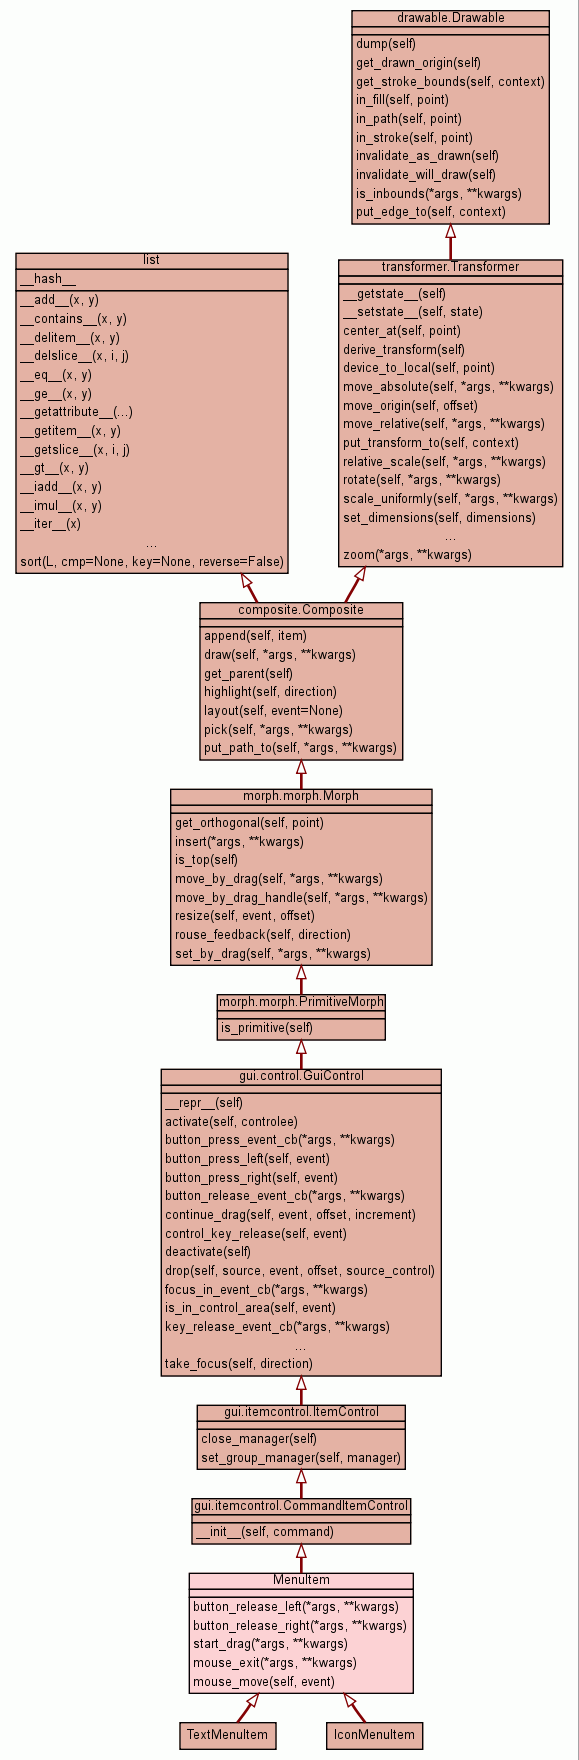 drawable.Drawable
dump(self)
get_drawn_origin(self)
get_stroke_bounds(self, context)
in_fill(self, point)
in_path(self, point)
in_stroke(self, point)
invalidate_as_drawn(self)
invalidate_will_draw(self)
is_inbounds(*args, **kwargs)
put_edge_to(self, context)
list
__hash__
__add__(x, y)
__contains__(x, y)
__delitem__(x, y)
__delslice__(x, i, j)
__eq__(x, y)
__ge__(x, y)
__getattribute__(...)
__getitem__(x, y)
__getslice__(x, i, j)
__gt__(x, y)
__iadd__(x, y)
__imul__(x, y)
__iter__(x)
...
sort(L, cmp=None, key=None, reverse=False)
transformer.Transformer
__getstate__(self)
__setstate__(self, state)
center_at(self, point)
derive_transform(self)
device_to_local(self, point)
move_absolute(self, *args, **kwargs)
move_origin(self, offset)
move_relative(self, *args, **kwargs)
put_transform_to(self, context)
relative_scale(self, *args, **kwargs)
rotate(self, *args, **kwargs)
scale_uniformly(self, *args, **kwargs)
set_dimensions(self, dimensions)
...
zoom(*args, **kwargs)
composite.Composite
append(self, item)
draw(self, *args, **kwargs)
get_parent(self)
highlight(self, direction)
layout(self, event=None)
pick(self, *args, **kwargs)
put_path_to(self, *args, **kwargs)
morph.morph.Morph
get_orthogonal(self, point)
insert(*args, **kwargs)
is_top(self)
move_by_drag(self, *args, **kwargs)
move_by_drag_handle(self, *args, **kwargs)
resize(self, event, offset)
rouse_feedback(self, direction)
set_by_drag(self, *args, **kwargs)
morph.morph.PrimitiveMorph
is_primitive(self)
gui.control.GuiControl
__repr__(self)
activate(self, controlee)
button_press_event_cb(*args, **kwargs)
button_press_left(self, event)
button_press_right(self, event)
button_release_event_cb(*args, **kwargs)
continue_drag(self, event, offset, increment)
control_key_release(self, event)
deactivate(self)
drop(self, source, event, offset, source_control)
focus_in_event_cb(*args, **kwargs)
is_in_control_area(self, event)
key_release_event_cb(*args, **kwargs)
...
take_focus(self, direction)
gui.itemcontrol.ItemControl
close_manager(self)
set_group_manager(self, manager)
gui.itemcontrol.CommandItemControl
__init__(self, command)
MenuItem
button_release_left(*args, **kwargs)
button_release_right(*args, **kwargs)
start_drag(*args, **kwargs)
mouse_exit(*args, **kwargs)
mouse_move(self, event)
TextMenuItem
IconMenuItem